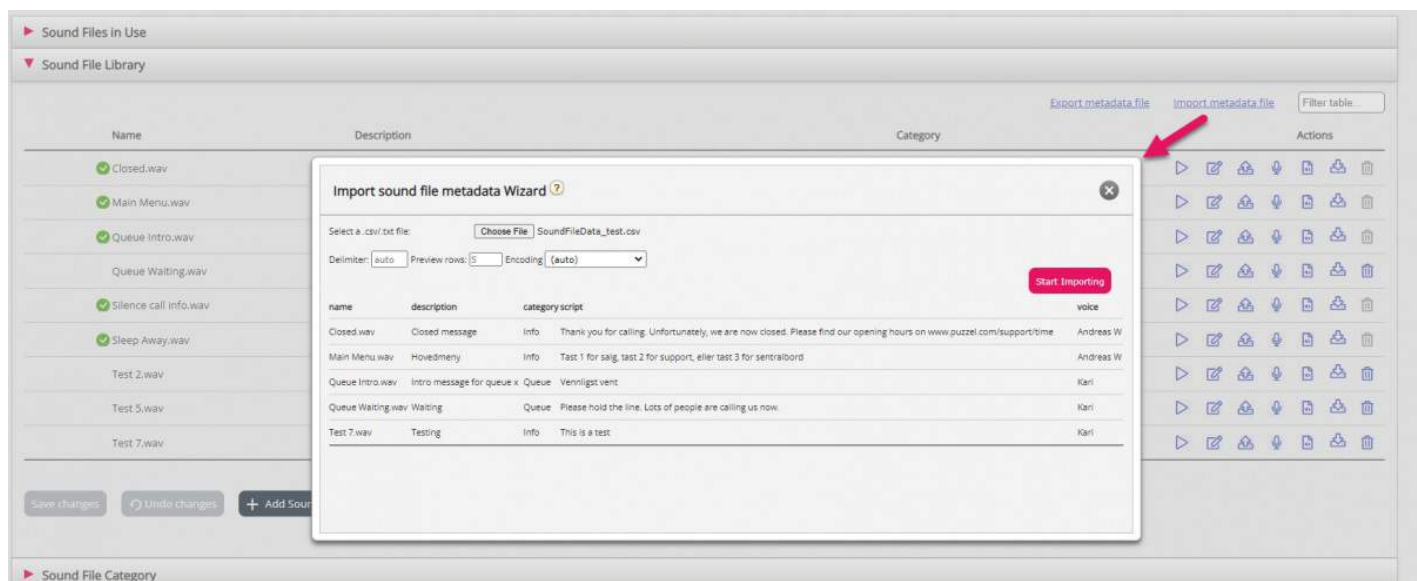 Sound Files in Use
Sound File Library
Export metadata file Import metadata file Filter table...
Name Description Category Actions
Closed.wav
Main Menu.wav
Queue Intro.wav
Queue Waiting.wav
Silence call info.wav
Sleep Away.wav
Test 2.wav
Test 5.wav
Test 7.wav
Save changes Undo changes + Add Soun
Import sound file metadata Wizard ?
Select a .csv/.txt file: Choose File SoundFileData_test.csv
Delimiter: auto Preview rows: 5 Encoding (auto)
Start Importing
name description category script voice
Closed.wav Closed message Info Thank you for calling. Unfortunately, we are now closed. Please find our opening hours on www.puzzel.com/support/time Andreas W
Main Menu.wav Hovedmeny Info Tast 1 for salg, tast 2 for support, eller tast 3 for sentralbord Andreas W
Queue Intro.wav Intro message for queue x Queue Vennligst vent Kari
Queue Waiting.wav Waiting Queue Please hold the line. Lots of people are calling us now. Kari
Test 7.wav Testing Info This is a test Kari
Sound File Category